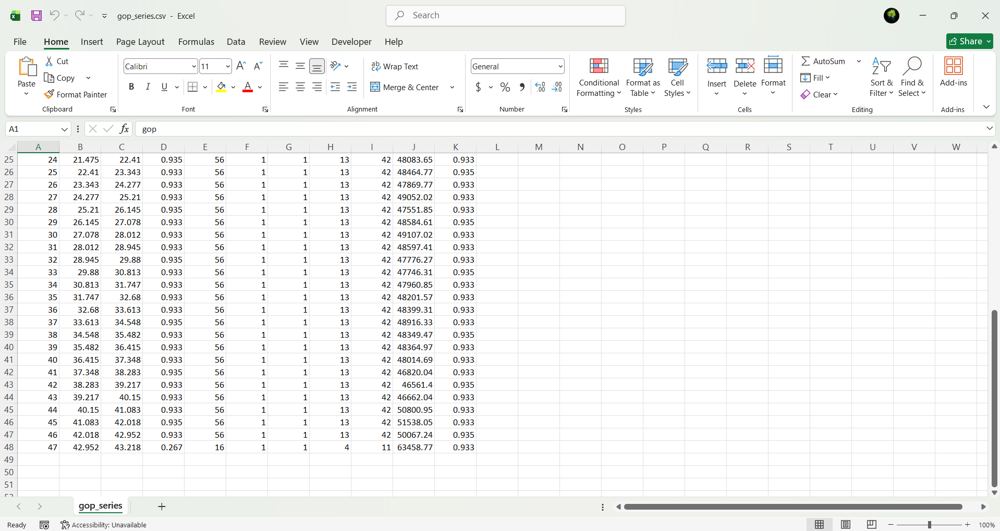 gop_series.csv - Excel
Search
File Home Insert Page Layout Formulas Data Review View Developer Help Share
Paste Cut Copy Format Painter Clipboard
Calibri 11 B I U A Font
Wrap Text Merge & Center Alignment
General $ % Number
Conditional Formatting Format as Table Cell Styles Styles
Insert Delete Format Cells
AutoSum Fill Clear Sort & Filter Find & Select Editing
Add-ins Add-ins
A1 fx gop
A B C D E F G H I J K L M N O P Q R S T U V W
25 24 21.475 22.41 0.935 56 1 1 13 42 48083.65 0.933
26 25 22.41 23.343 0.933 56 1 1 13 42 48464.77 0.935
27 26 23.343 24.277 0.933 56 1 1 13 42 47869.77 0.933
28 27 24.277 25.21 0.933 56 1 1 13 42 49052.02 0.933
29 28 25.21 26.145 0.935 56 1 1 13 42 47551.85 0.933
30 29 26.145 27.078 0.933 56 1 1 13 42 48584.61 0.935
31 30 27.078 28.012 0.933 56 1 1 13 42 49107.02 0.933
32 31 28.012 28.945 0.933 56 1 1 13 42 48597.41 0.933
33 32 28.945 29.88 0.935 56 1 1 13 42 47776.27 0.933
34 33 29.88 30.813 0.933 56 1 1 13 42 47746.31 0.935
35 34 30.813 31.747 0.933 56 1 1 13 42 47960.85 0.933
36 35 31.747 32.68 0.933 56 1 1 13 42 48201.57 0.933
37 36 32.68 33.613 0.933 56 1 1 13 42 48399.31 0.933
38 37 33.613 34.548 0.935 56 1 1 13 42 48916.33 0.933
39 38 34.548 35.482 0.933 56 1 1 13 42 48349.47 0.935
40 39 35.482 36.415 0.933 56 1 1 13 42 48364.97 0.933
41 40 36.415 37.348 0.933 56 1 1 13 42 48014.69 0.933
42 41 37.348 38.283 0.935 56 1 1 13 42 46820.04 0.933
43 42 38.283 39.217 0.933 56 1 1 13 42 46561.4 0.935
44 43 39.217 40.15 0.933 56 1 1 13 42 46662.04 0.933
45 44 40.15 41.083 0.933 56 1 1 13 42 50800.95 0.933
46 45 41.083 42.018 0.935 56 1 1 13 42 51538.05 0.933
47 46 42.018 42.952 0.933 56 1 1 13 42 50067.24 0.935
48 47 42.952 43.218 0.267 16 1 1 4 11 63458.77 0.933
49
50
51
52
gop_series
Ready Accessibility: Unavailable 100%